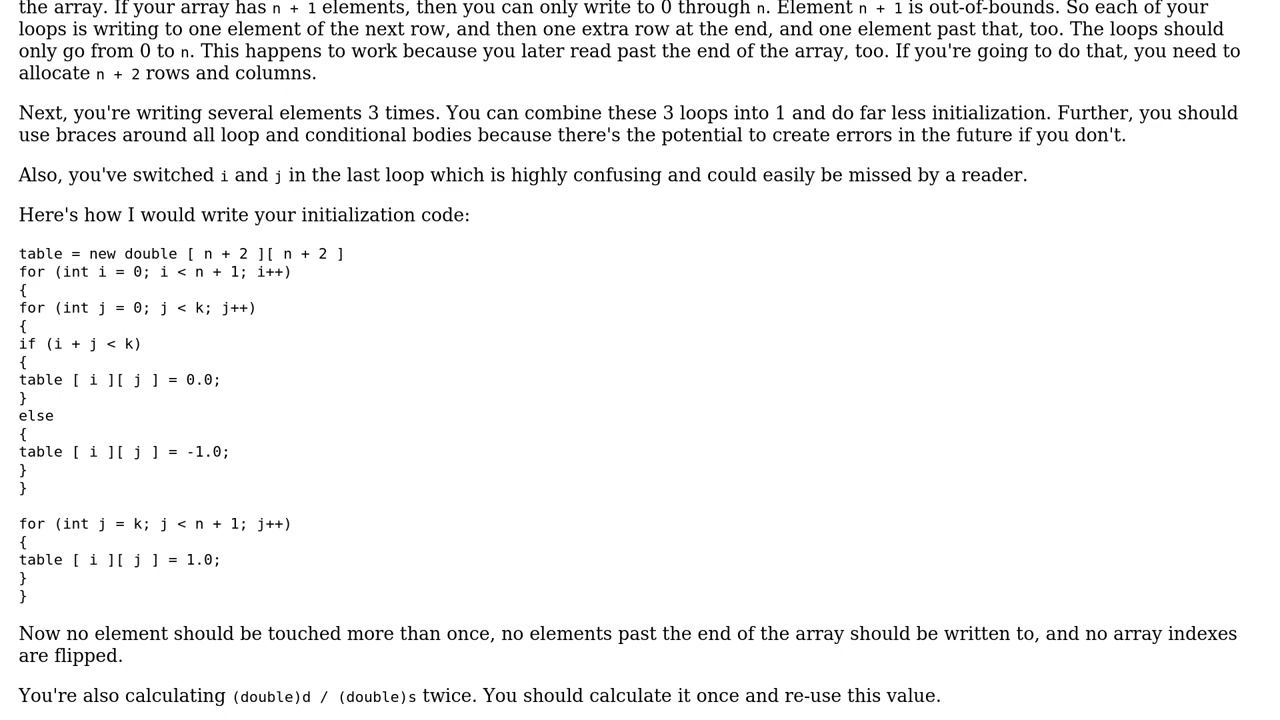 the array. If your array has n + 1 elements, then you can only write to 0 through n. Element n + 1 is out-of-bounds. So each of your
loops is writing to one element of the next row, and then one extra row at the end, and one element past that, too. The loops should
only go from 0 to n. This happens to work because you later read past the end of the array, too. If you're going to do that, you need to
allocate n + 2 rows and columns.
Next, you're writing several elements 3 times. You can combine these 3 loops into 1 and do far less initialization. Further, you should
use braces around all loop and conditional bodies because there's the potential to create errors in the future if you don't.
Also, you've switched i and j in the last loop which is highly confusing and could easily be missed by a reader.
Here's how I would write your initialization code:
table = new double [ n + 2 ][ n + 2 ]
for (int i = 0; i < n + 1; i++)
{
for (int j = 0; j < k; j++)
{
if (i + j < k)
{
table [ i ][ j ] = 0.0;
}
else
{
table [ i ][ j ] = -1.0;
}
}
for (int j = k; j < n + 1; j++)
{
table [ i ][ j ] = 1.0;
}
}
Now no element should be touched more than once, no elements past the end of the array should be written to, and no array indexes
are flipped.
You're also calculating (double)d / (double)s twice. You should calculate it once and re-use this value.